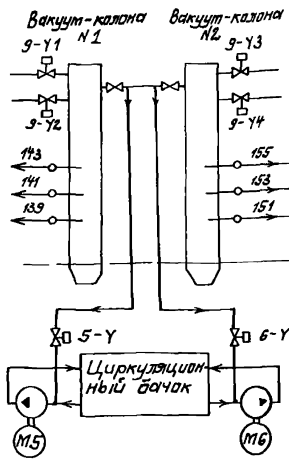 Вакуум-колона
N1
Вакуум-колона
N2
9-Y1
9-Y3
9-Y2
9-Y4
143
141
139
155
153
151
5-Y
6-Y
Циркуляцион-
ный бачок
M5
M6